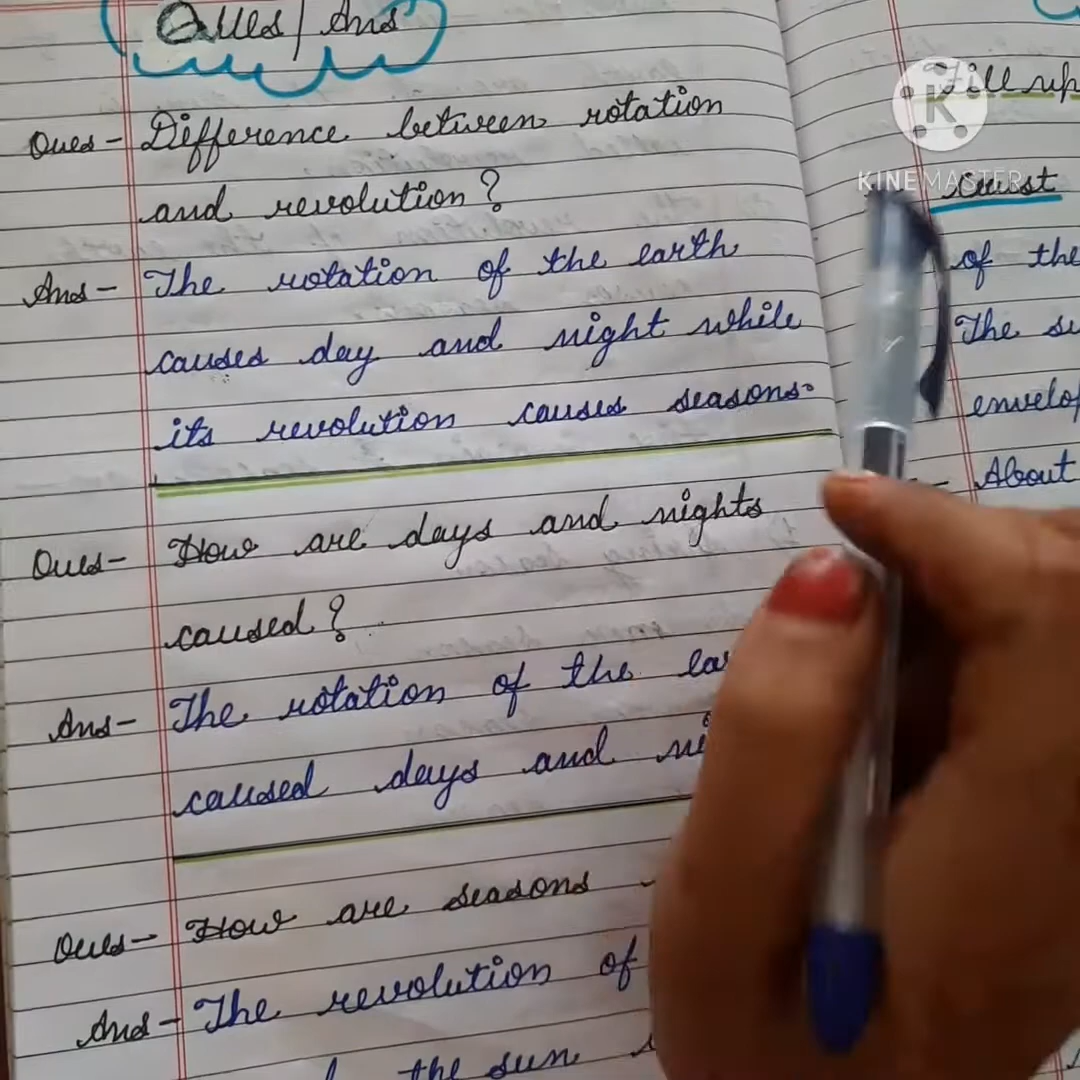 Ques/Ans
Ques- Difference between rotation
and revolution?
Ans- The rotation of the earth
causes day and night while
its revolution causes seasons.
Ques- How are days and nights
caused?
Ans- The rotation of the
caused days and
Ques- How are seasons
Ans- The revolution of
the sun
Fill up
KINEMASTER
of the
The
About